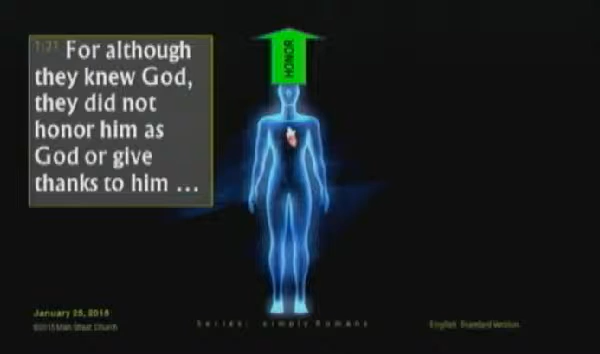 1:21 For although
they knew God,
they did not
honor him as
God or give
thanks to him ...
HONOR
January 25, 2015
©2015 Main Street Church
Series: Simply Romans
English Standard Version